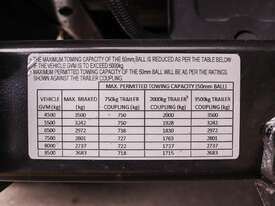 THE MAXIMUM TOWING CAPACITY OF THE 50mm BALL IS REDUCED AS PER THE TABLE BELOW
IF THE VEHICLE GVM IS TO EXCEED 5000kg.
MAXIMUM PERMITTED TOWING CAPACITY OF THE 50mm BALL WILL BE AS PER THE RATINGS
SHOWN AGAINST THE TRAILER COUPLING.
MAX. PERMITTED TOWING CAPACITY (50mm BALL)
VEHICLE MAX. BRAKED 750kg TRAILER 2000kg TRAILER 3500kg TRAILER
GVM (kg) (kg) COUPLING (kg) COUPLING (kg) COUPLING (kg)
4500 3500 750 2000 3500
5500 3242 750 1928 3242
6500 2972 736 1830 2972
7500 2801 727 1763 2801
8000 2737 722 1737 2737
8500 2683 718 1715 2683